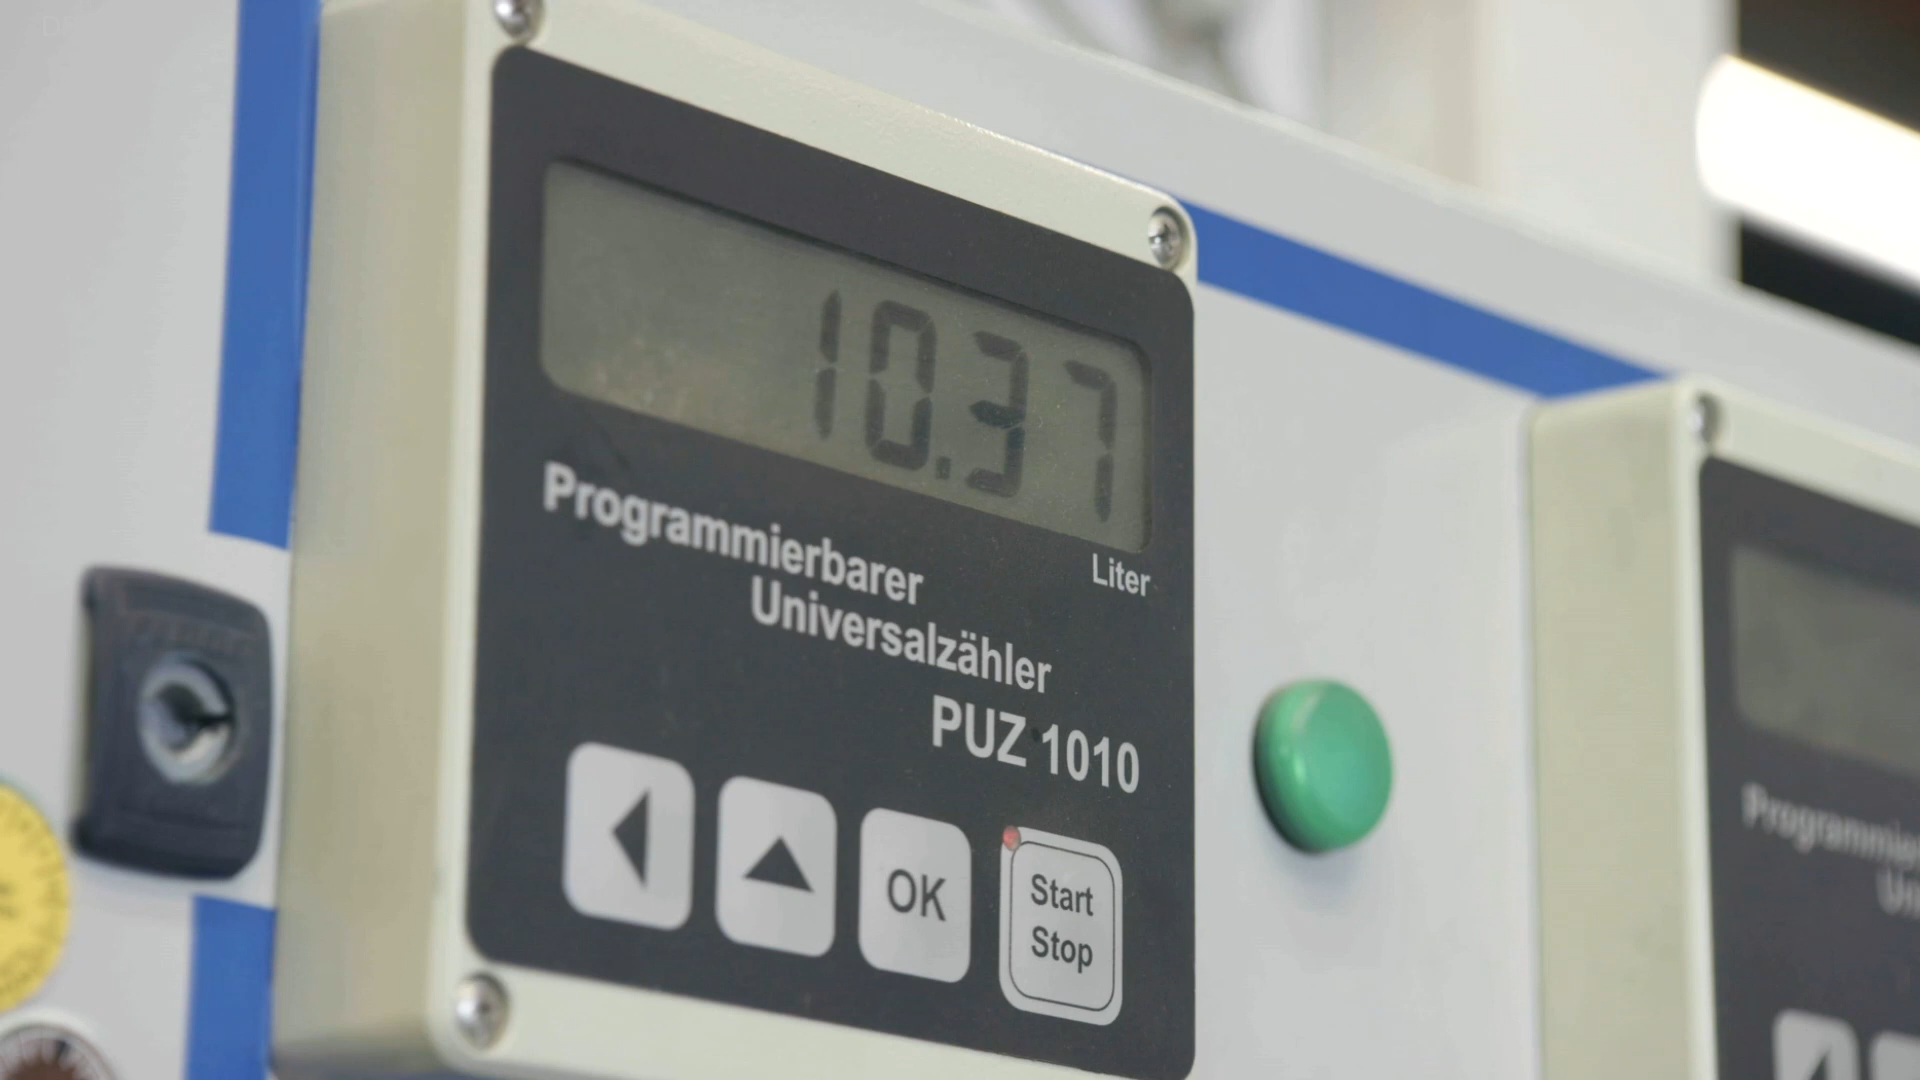 10.37
Liter
Programmierbarer
Universalzähler
PUZ 1010
OK
Start
Stop